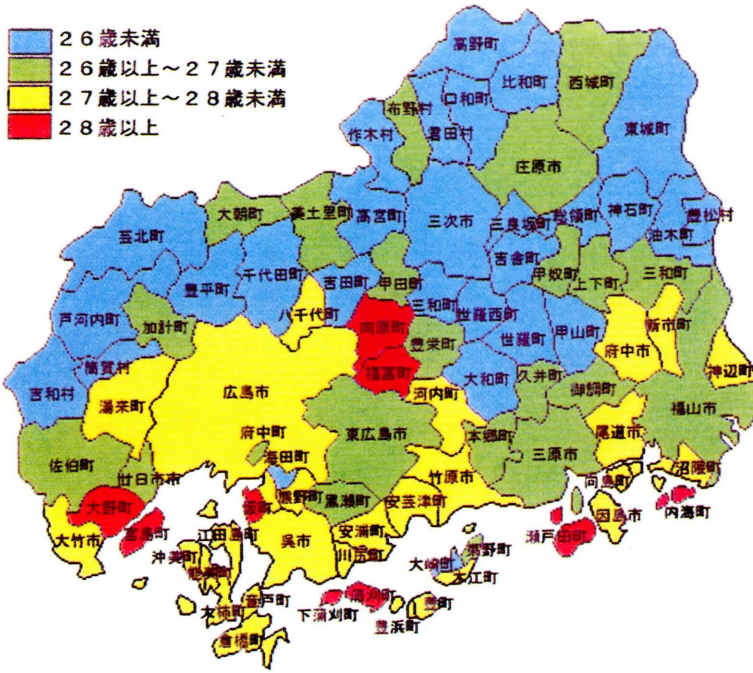 26歳未満
26歳以上～27歳未満
27歳以上～28歳未満
28歳以上
高野町
比和町
西城町
口和町
布野村
君田村
作木村
東城町
庄原市
大朝町
美土里町
高宮町
三次市
三良坂町
総領町
神石町
油木町
豊松村
芸北町
千代田町
吉田町
甲田町
吉舎町
甲奴町
上下町
三和町
豊平町
戸河内町
加計町
八千代町
向原町
三和町
世羅西町
世羅町
甲山町
府中市
新市町
神辺町
筒賀村
吉和村
湯来町
広島市
福富町
豊栄町
大和町
久井町
御調町
福山市
河内町
府中町
海田町
東広島市
本郷町
三原市
尾道市
沼隈町
佐伯町
廿日市市
熊野町
黒瀬町
竹原市
安芸津町
向島町
因島市
内海町
大野町
宮島町
大竹市
坂町
江田島町
沖美町
能美町
呉市
安浦町
川尻町
瀬戸田町
東野町
大崎町
木江町
大柿町
音戸町
倉橋町
下蒲刈町
蒲刈町
豊浜町
豊町